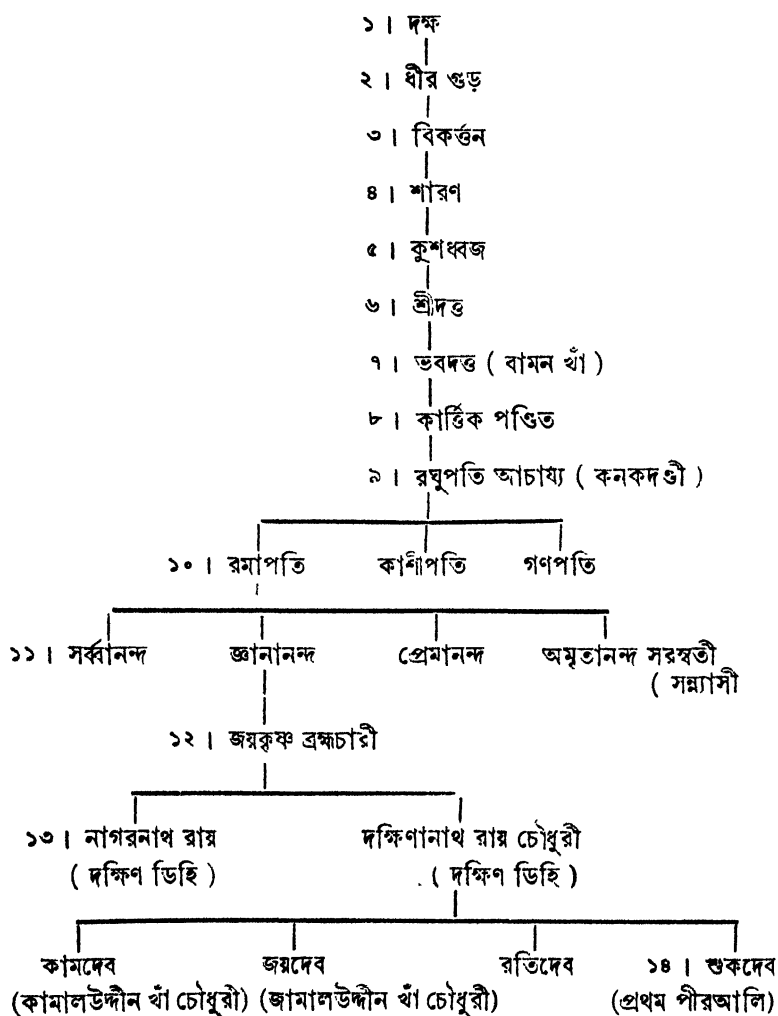 ১ । দক্ষ
২ । ধীর গুড়
৩ । বিকর্ত্তন
৪ । শারণ
৫ । কুশধ্বজ
৬ । শ্রীদত্ত
৭ । ভবদত্ত ( বামন খাঁ )
৮ । কার্ত্তিক পণ্ডিত
৯ । রঘুপতি আচায্য ( কনকদণ্ডী )
১০ । রমাপতি কাশীপতি গণপতি
১১ । সর্ব্বানন্দ জ্ঞানানন্দ প্রেমানন্দ অমৃতানন্দ সরস্বতী
( সন্ন্যাসী
১২ । জয়কৃষ্ণ ব্রহ্মচারী
১৩ । নাগরনাথ রায় দক্ষিণানাথ রায় চৌধুরী
( দক্ষিণ ডিহি ) ( দক্ষিণ ডিহি )
কামদেব জয়দেব রতিদেব ১৪ । শুকদেব
(কামালউদ্দীন খাঁ চৌধুরী) (জামালউদ্দীন খাঁ চৌধুরী) (প্রথম পীরআলি)